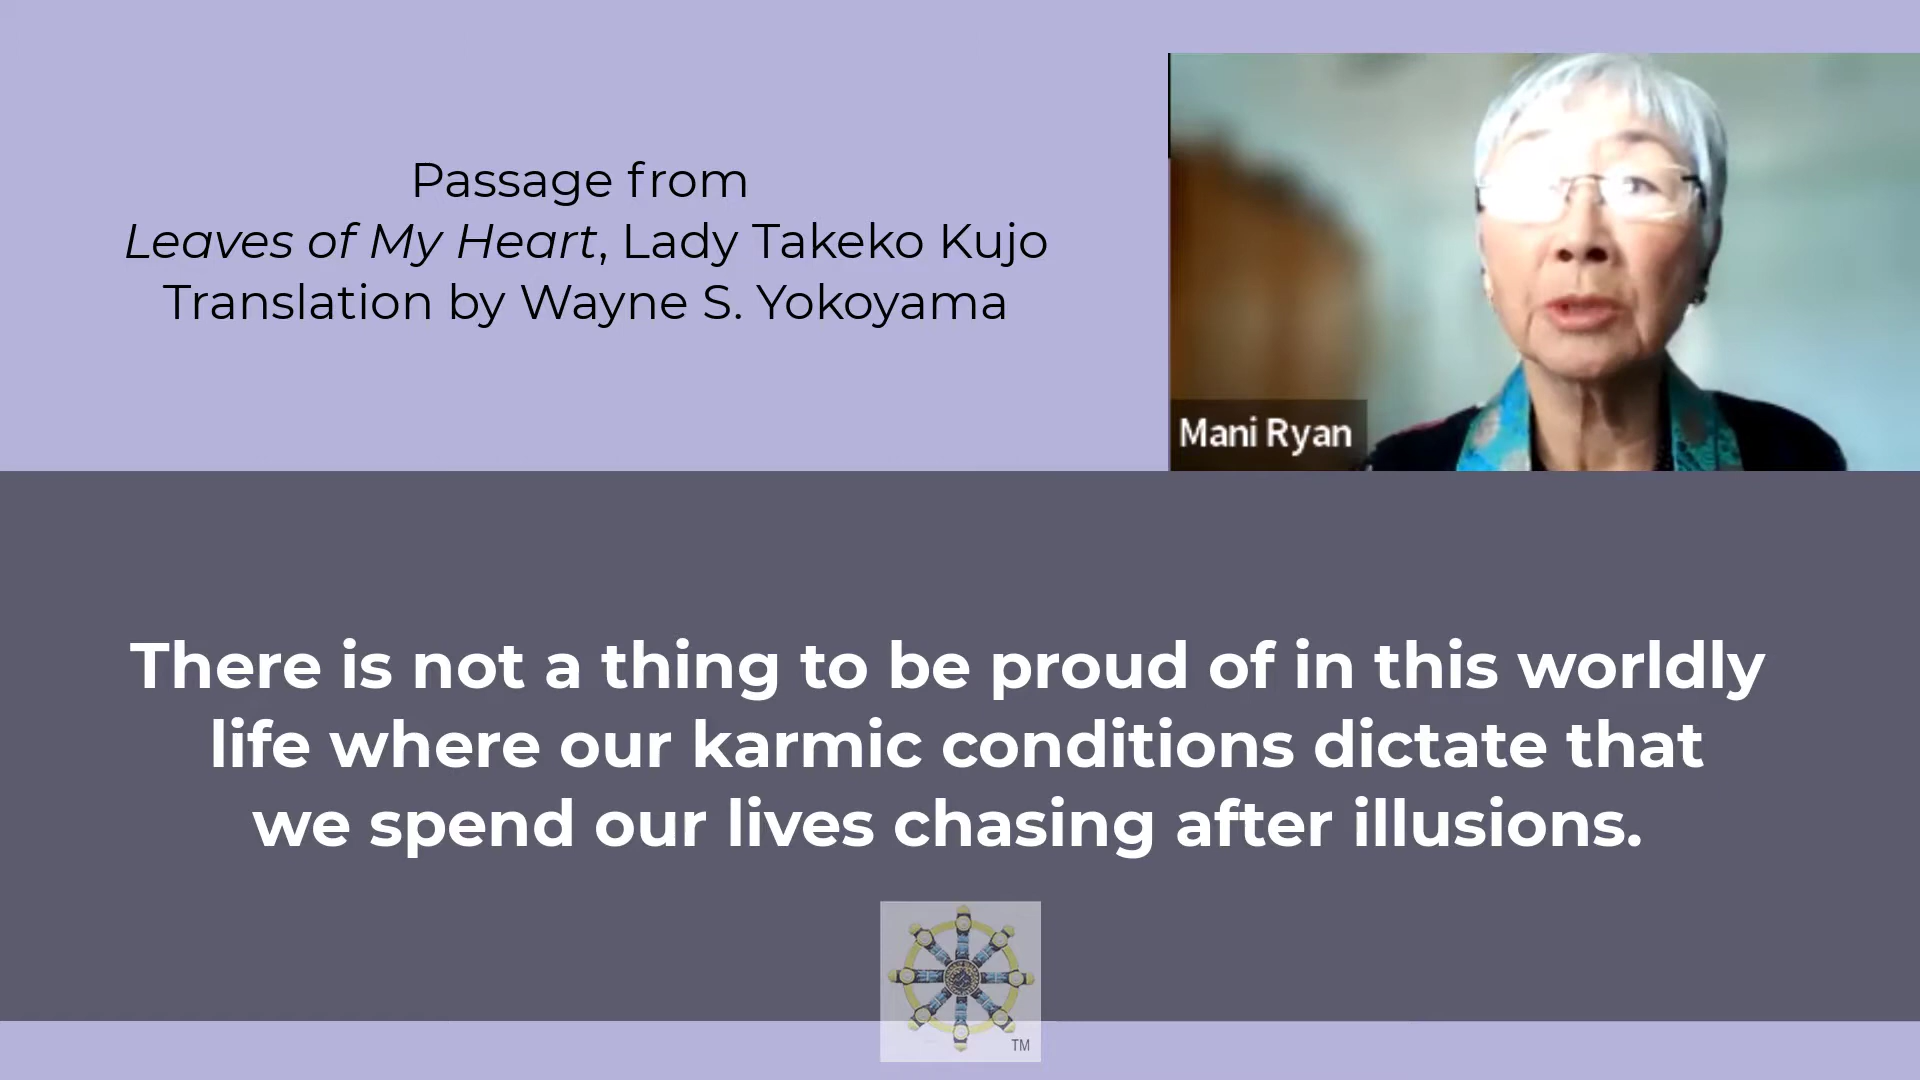 Passage from
Leaves of My Heart, Lady Takeko Kujo
Translation by Wayne S. Yokoyama
Mani Ryan
There is not a thing to be proud of in this worldly
life where our karmic conditions dictate that
we spend our lives chasing after illusions.
TM